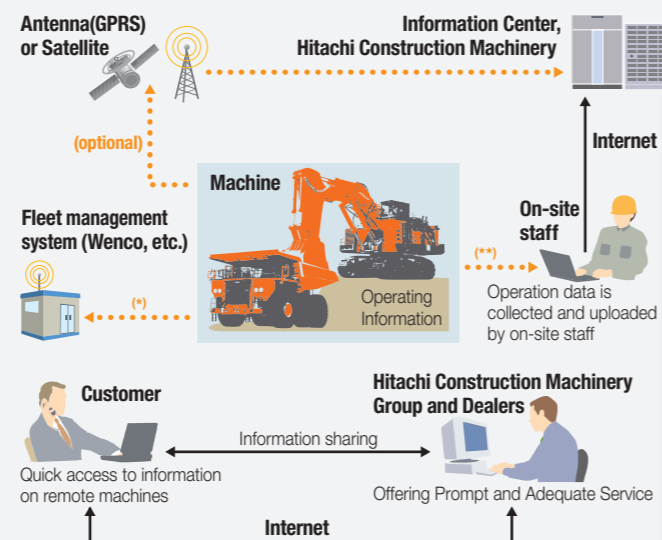 Antenna(GPRS)
or Satellite
Information Center,
Hitachi Construction Machinery
(optional)
Internet
Machine
Fleet management
system (Wenco, etc.)
On-site
staff
(*)
(**)
Operating
Information
Operation data is
collected and uploaded
by on-site staff
Customer
Hitachi Construction Machinery
Group and Dealers
Information sharing
Quick access to information
on remote machines
Offering Prompt and Adequate Service
Internet